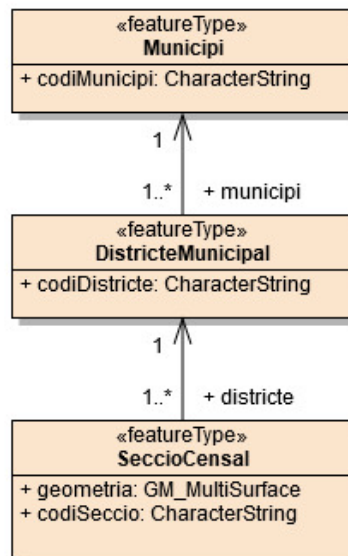 «featureType»
Municipi
+ codiMunicipi: CharacterString
1
1..* + municipi
«featureType»
DistricteMunicipal
+ codiDistricte: CharacterString
1
1..* + districte
«featureType»
SeccioCensal
+ geometria: GM_MultiSurface
+ codiSeccio: CharacterString